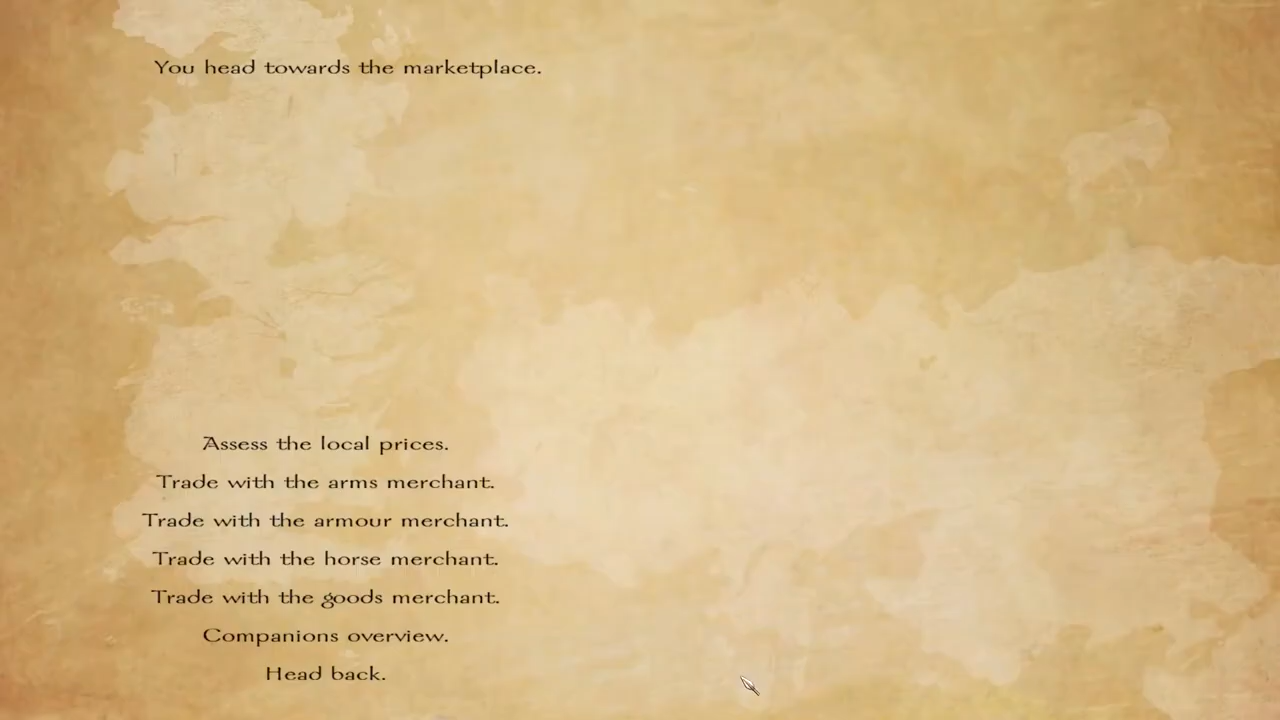 You head towards the marketplace.
Assess the local prices.
Trade with the arms merchant.
Trade with the armour merchant.
Trade with the horse merchant.
Trade with the goods merchant.
Companions overview.
Head back.